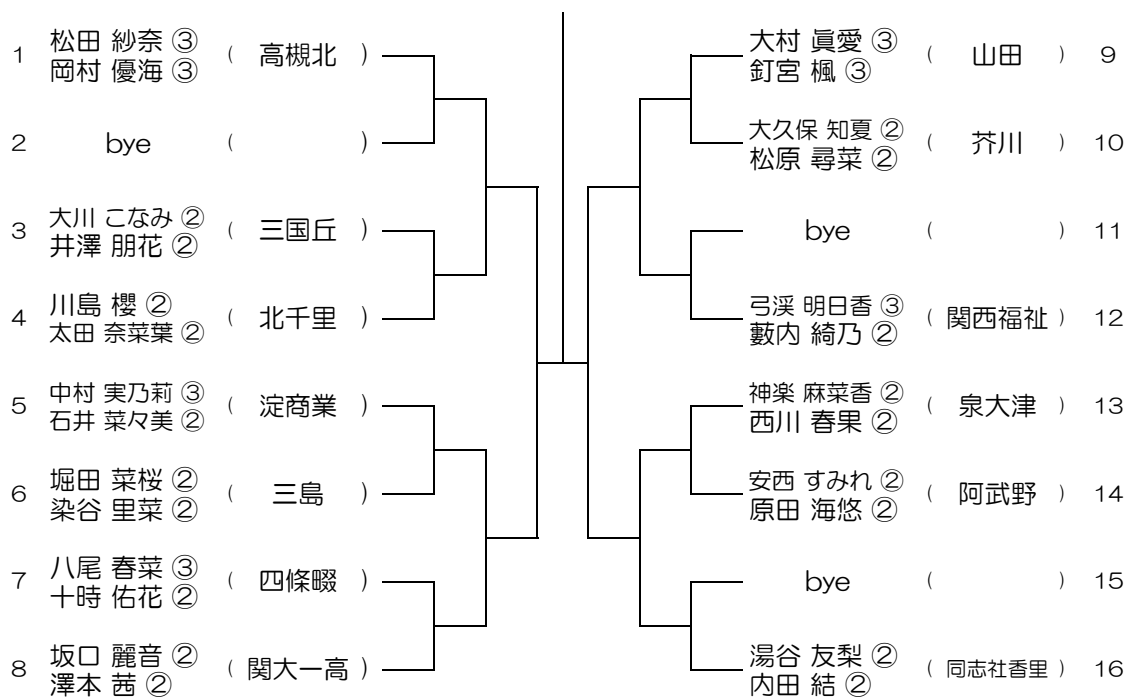 1 松田 紗奈 ③ ( 高槻北 )
岡村 優海 ③
2 bye ( )
3 大川 こなみ ② ( 三国丘 )
井澤 朋花 ②
4 川島 櫻 ② ( 北千里 )
太田 奈菜葉 ②
5 中村 実乃莉 ③ ( 淀商業 )
石井 菜々美 ②
6 堀田 菜桜 ② ( 三島 )
染谷 里菜 ②
7 八尾 春菜 ③ ( 四條畷 )
十時 佑花 ②
8 坂口 麗音 ② ( 関大一高 )
澤本 茜 ②
大村 眞愛 ③ ( 山田 ) 9
釘宮 楓 ③
大久保 知夏 ② ( 芥川 ) 10
松原 尋菜 ②
bye ( ) 11
弓渓 明日香 ③ ( 関西福祉 ) 12
藪内 綺乃 ②
神楽 麻菜香 ② ( 泉大津 ) 13
西川 春果 ②
安西 すみれ ② ( 阿武野 ) 14
原田 海悠 ②
bye ( ) 15
湯谷 友梨 ② ( 同志社香里 ) 16
内田 結 ②